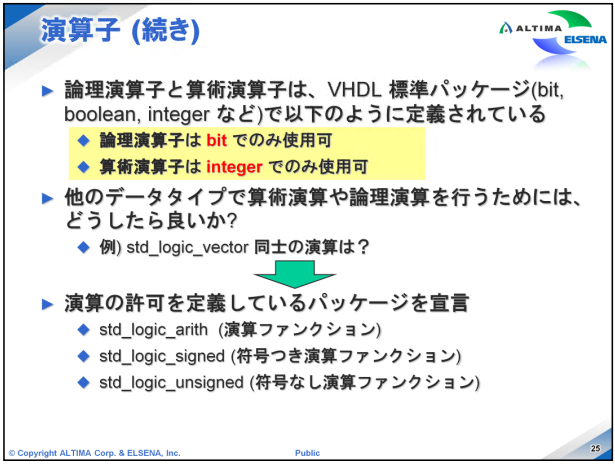 演算子 (続き)
ALTIMA
ELSENA
► 論理演算子と算術演算子は、VHDL 標準パッケージ(bit,
boolean, integer など)で以下のように定義されている
◆ 論理演算子は bit でのみ使用可
◆ 算術演算子は integer でのみ使用可
► 他のデータタイプで算術演算や論理演算を行うためには、
どうしたら良いか?
◆ 例) std_logic_vector 同士の演算は？
► 演算の許可を定義しているパッケージを宣言
◆ std_logic_arith (演算ファンクション)
◆ std_logic_signed (符号つき演算ファンクション)
◆ std_logic_unsigned (符号なし演算ファンクション)
© Copyright ALTIMA Corp. & ELSENA, Inc.
Public
25